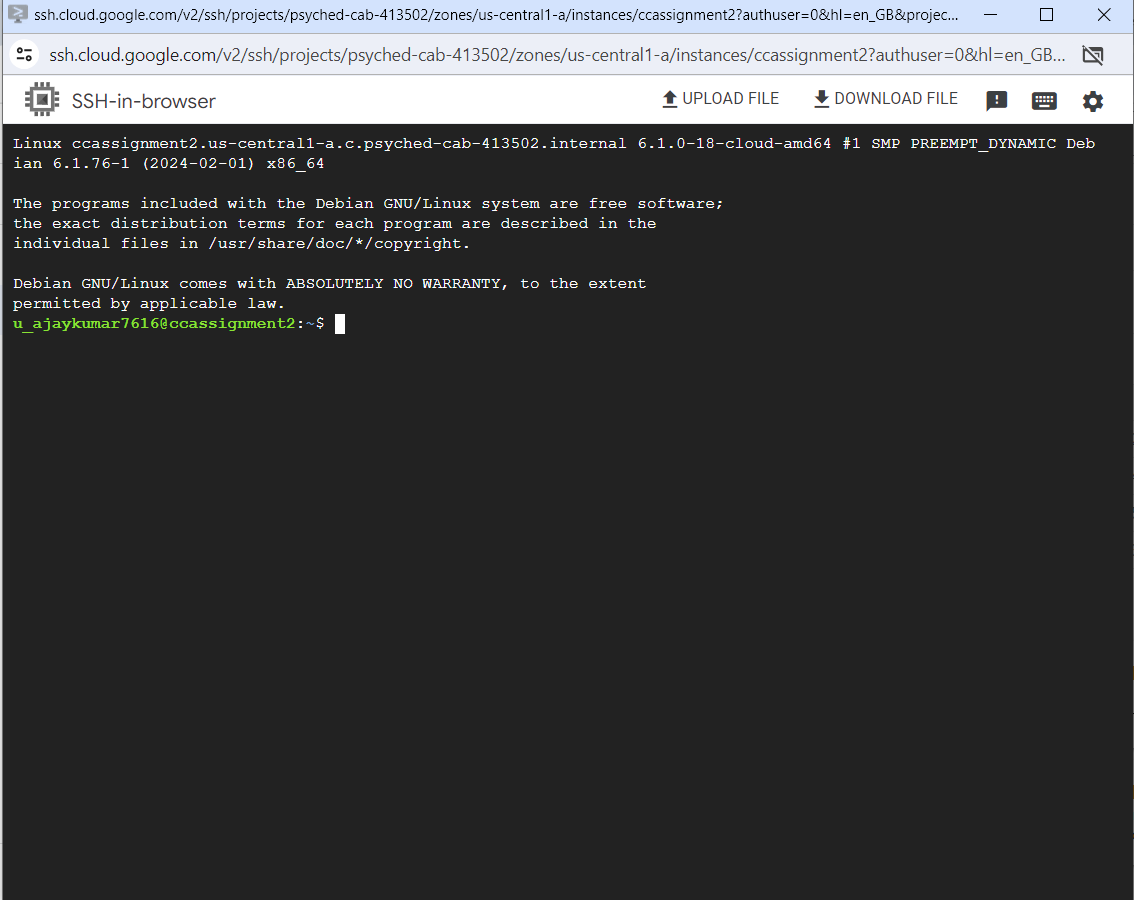 ssh.cloud.google.com/v2/ssh/projects/psyched-cab-413502/zones/us-central1-a/instances/ccassignment2?authuser=0&hl=en_GB&projec...
ssh.cloud.google.com/v2/ssh/projects/psyched-cab-413502/zones/us-central1-a/instances/ccassignment2?authuser=0&hl=en_GB...
SSH-in-browser UPLOAD FILE DOWNLOAD FILE
Linux ccassignment2.us-central1-a.c.psyched-cab-413502.internal 6.1.0-18-cloud-amd64 #1 SMP PREEMPT_DYNAMIC Deb
ian 6.1.76-1 (2024-02-01) x86_64
The programs included with the Debian GNU/Linux system are free software;
the exact distribution terms for each program are described in the
individual files in /usr/share/doc/*/copyright.
Debian GNU/Linux comes with ABSOLUTELY NO WARRANTY, to the extent
permitted by applicable law.
u_ajaykumar7616@ccassignment2:~$